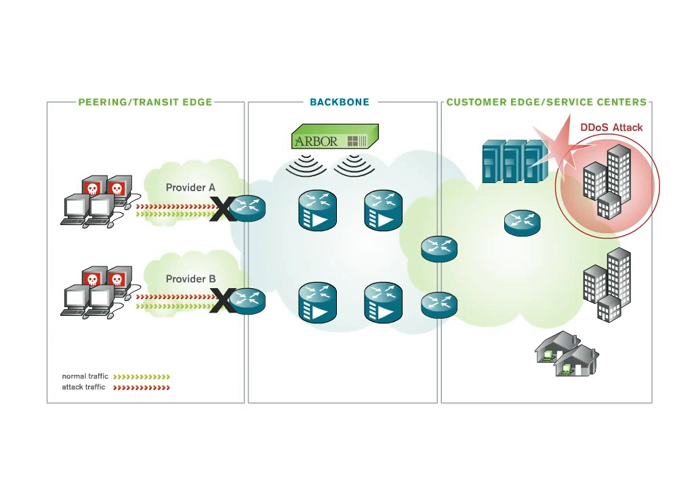 PEERING/TRANSIT EDGE
BACKBONE
CUSTOMER EDGE/SERVICE CENTERS
ARBOR
DDoS Attack
Provider A
Provider B
normal traffic
attack traffic